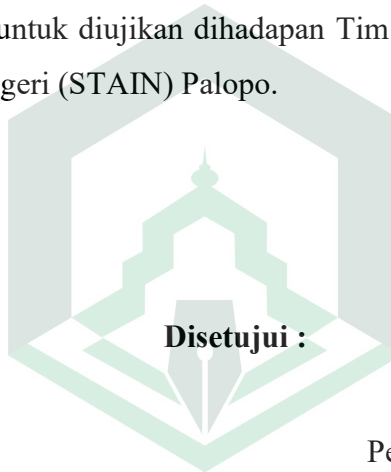 untuk diujikan dihadapan Tim
geri (STAIN) Palopo.
Disetujui :
Pe